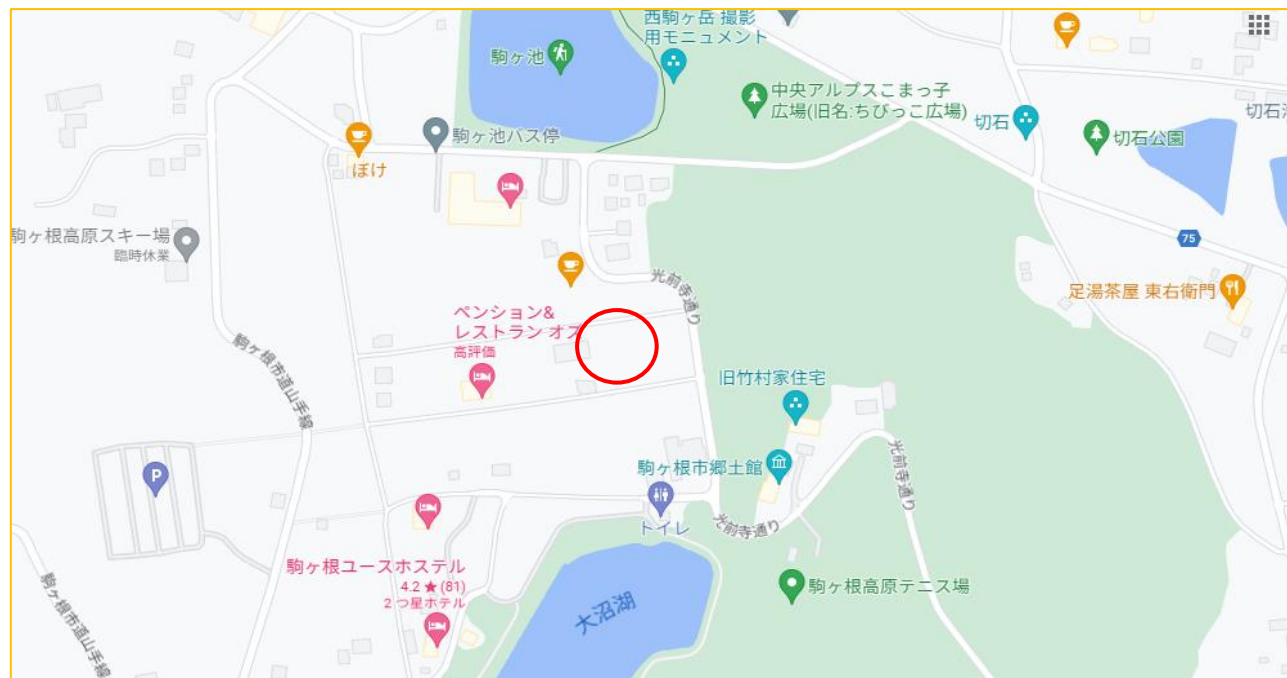 西駒ヶ岳 撮影
用モニュメント
駒ヶ池
中央アルプスこまっ子
広場(旧名:ちびっこ広場)
切石
切石
切石公園
駒ヶ池バス停
ぼけ
駒ヶ根高原スキー場
臨時休業
75
光前寺通り
足湯茶屋 東右衛門
ペンション&
レストラン オズ
高評価
駒ヶ根市道山手線
旧竹村家住宅
P
駒ヶ根市郷土館
光前寺通り
トイレ
光前寺通り
駒ヶ根ユースホステル
4.2 ★ (81)
2 つ星ホテル
駒ヶ根高原テニス場
大沼湖
駒ヶ根市道山手線